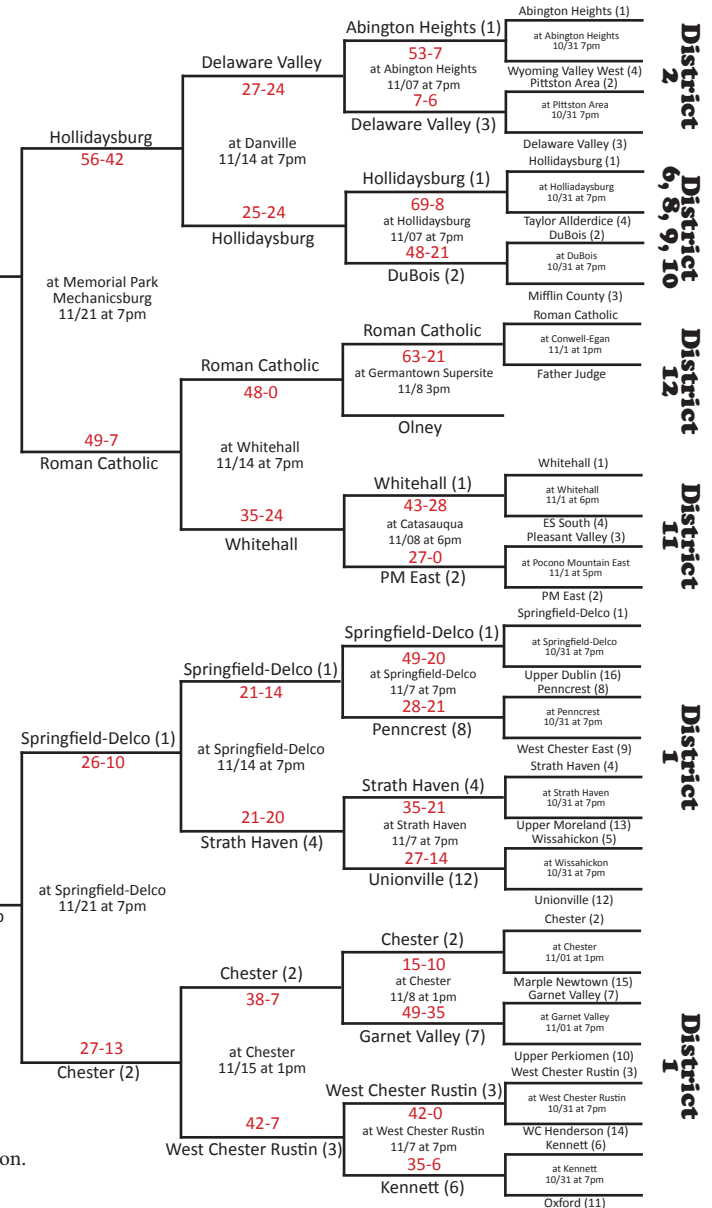 Hollidaysburg
56-42
at Memorial Park
Mechanicsburg
11/21 at 7pm
49-7
Roman Catholic
Springfield-Delco (1)
26-10
at Springfield-Delco
11/21 at 7pm
27-13
Chester (2)
on.
Delaware Valley
27-24
at Danville
11/14 at 7pm
25-24
Hollidaysburg
Roman Catholic
48-0
at Whitehall
11/14 at 7pm
35-24
Whitehall
Springfield-Delco (1)
21-14
at Springfield-Delco
11/14 at 7pm
21-20
Strath Haven (4)
Chester (2)
38-7
at Chester
11/15 at 1pm
42-7
West Chester Rustin (3)
Abington Heights (1)
53-7
at Abington Heights
11/07 at 7pm
7-6
Delaware Valley (3)
Hollidaysburg (1)
69-8
at Hollidaysburg
11/07 at 7pm
48-21
DuBois (2)
Roman Catholic
63-21
at Germantown Supersite
11/8 3pm
Olney
Whitehall (1)
43-28
at Catasauqua
11/08 at 6pm
27-0
PM East (2)
Springfield-Delco (1)
49-20
at Springfield-Delco
11/7 at 7pm
28-21
Penncrest (8)
Strath Haven (4)
35-21
at Strath Haven
11/7 at 7pm
27-14
Unionville (12)
Chester (2)
15-10
at Chester
11/8 at 1pm
49-35
Garnet Valley (7)
West Chester Rustin (3)
42-0
at West Chester Rustin
11/7 at 7pm
35-6
Kennett (6)
Abington Heights (1)
at Abington Heights
10/31 7pm
Wyoming Valley West (4)
Pittston Area (2)
at PIttston Area
10/31 7pm
Delaware Valley (3)
Hollidaysburg (1)
at Holliadaysburg
10/31 at 7pm
Taylor Allderdice (4)
DuBois (2)
at DuBois
10/31 at 7pm
Mifflin County (3)
Roman Catholic
at Conwell-Egan
11/1 at 1pm
Father Judge
Whitehall (1)
at Whitehall
11/1 at 6pm
ES South (4)
Pleasant Valley (3)
at Pocono Mountain East
11/1 at 5pm
PM East (2)
Springfield-Delco (1)
at Springfield-Delco
10/31 at 7pm
Upper Dublin (16)
Penncrest (8)
at Penncrest
10/31 at 7pm
West Chester East (9)
Strath Haven (4)
at Strath Haven
10/31 at 7pm
Upper Moreland (13)
Wissahickon (5)
at Wissahickon
10/31 at 7pm
Unionville (12)
Chester (2)
at Chester
11/01 at 1pm
Marple Newtown (15)
Garnet Valley (7)
at Garnet Valley
11/01 at 7pm
Upper Perkiomen (10)
West Chester Rustin (3)
at West Chester Rustin
10/31 at 7pm
WC Henderson (14)
Kennett (6)
at Kennett
10/31 at 7pm
Oxford (11)
District
2
District
6, 8, 9, 10
District
12
District
11
District
1
District
1